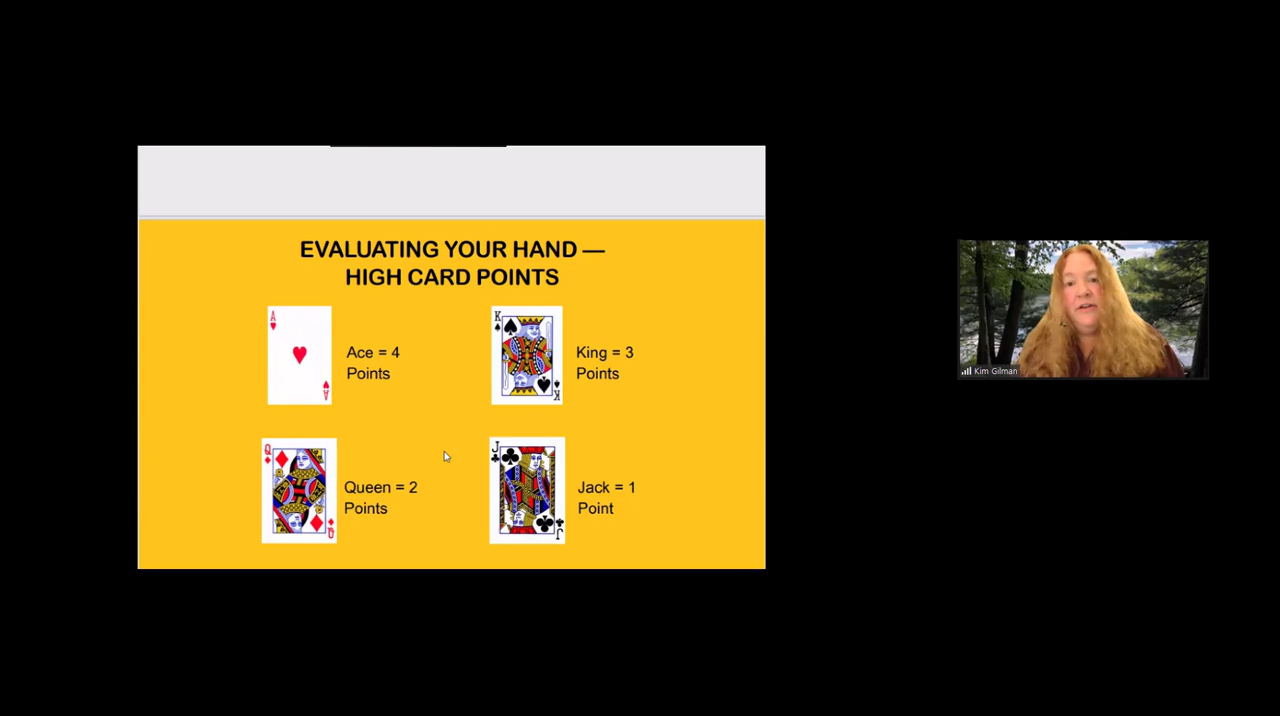 EVALUATING YOUR HAND —
HIGH CARD POINTS
A
A
Ace = 4
Points
K
K
King = 3
Points
Q
Q
Queen = 2
Points
J
J
Jack = 1
Point
Kim Gilman